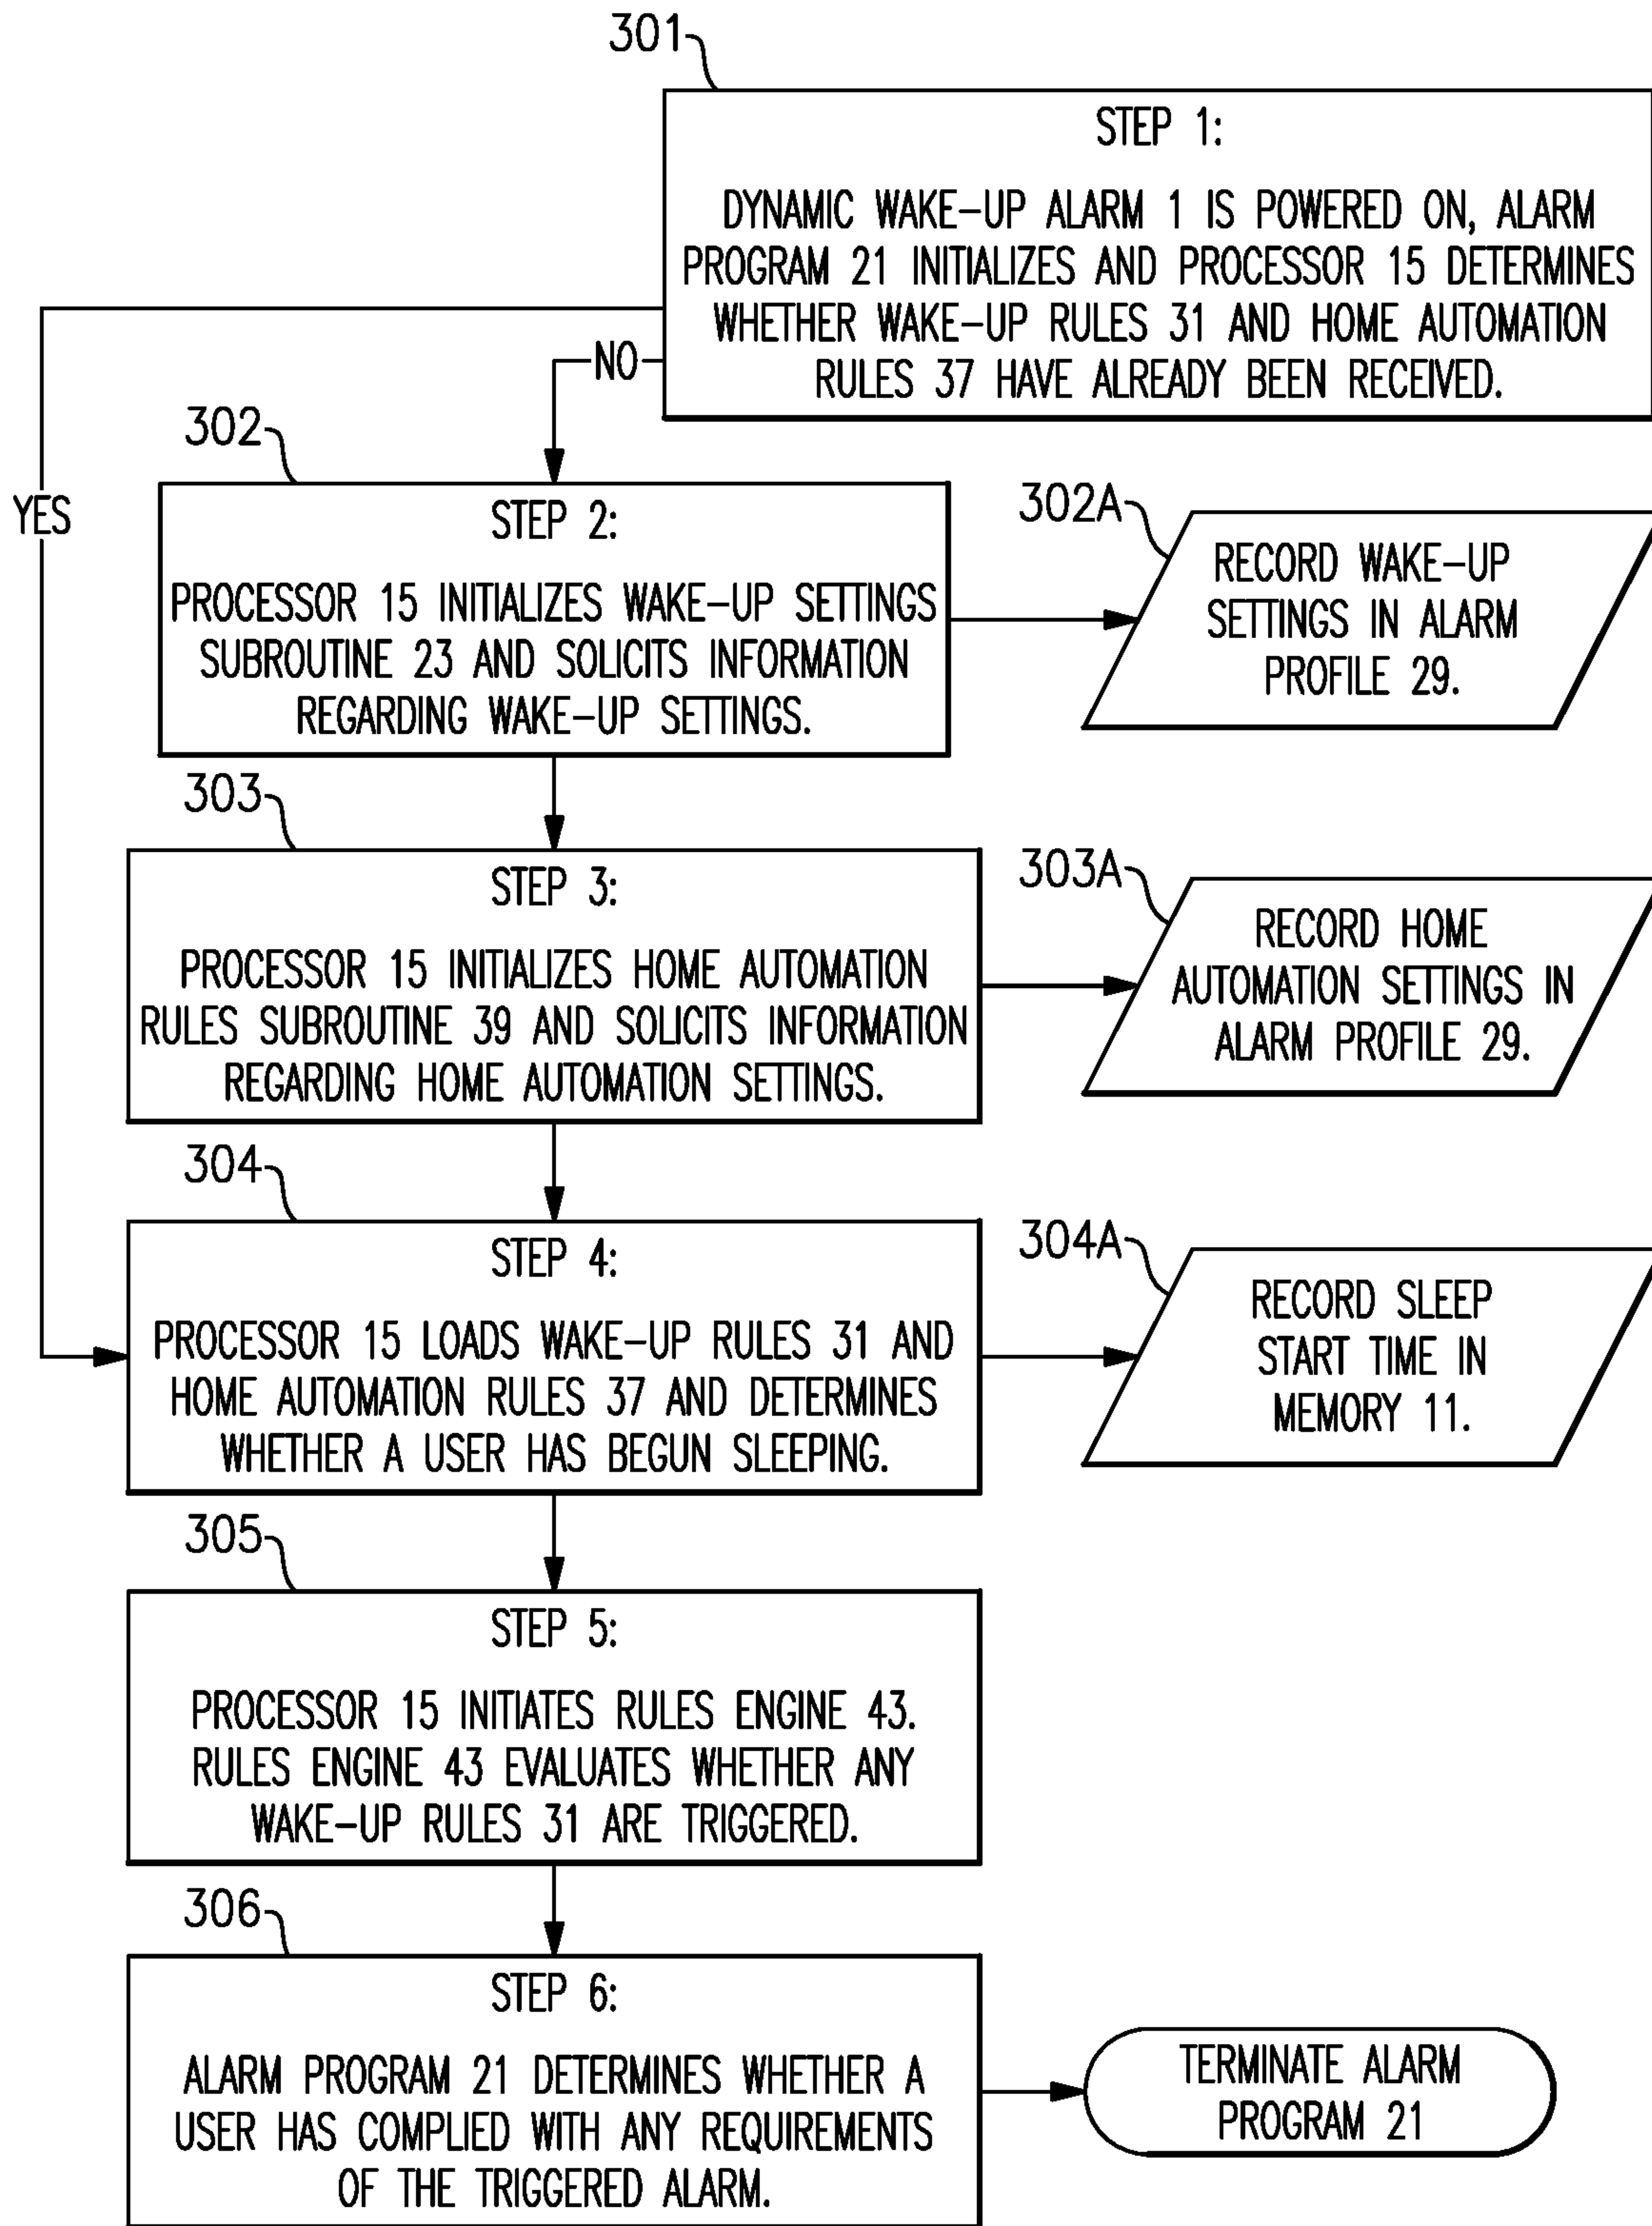 301
STEP 1:
DYNAMIC WAKE-UP ALARM 1 IS POWERED ON, ALARM
PROGRAM 21 INITIALIZES AND PROCESSOR 15 DETERMINES
WHETHER WAKE-UP RULES 31 AND HOME AUTOMATION
RULES 37 HAVE ALREADY BEEN RECEIVED.
NO
YES
302
STEP 2:
PROCESSOR 15 INITIALIZES WAKE-UP SETTINGS
SUBROUTINE 23 AND SOLICITS INFORMATION
REGARDING WAKE-UP SETTINGS.
302A
RECORD WAKE-UP
SETTINGS IN ALARM
PROFILE 29.
303
STEP 3:
PROCESSOR 15 INITIALIZES HOME AUTOMATION
RULES SUBROUTINE 39 AND SOLICITS INFORMATION
REGARDING HOME AUTOMATION SETTINGS.
303A
RECORD HOME
AUTOMATION SETTINGS IN
ALARM PROFILE 29.
304
STEP 4:
PROCESSOR 15 LOADS WAKE-UP RULES 31 AND
HOME AUTOMATION RULES 37 AND DETERMINES
WHETHER A USER HAS BEGUN SLEEPING.
304A
RECORD SLEEP
START TIME IN
MEMORY 11.
305
STEP 5:
PROCESSOR 15 INITIATES RULES ENGINE 43.
RULES ENGINE 43 EVALUATES WHETHER ANY
WAKE-UP RULES 31 ARE TRIGGERED.
306
STEP 6:
ALARM PROGRAM 21 DETERMINES WHETHER A
USER HAS COMPLIED WITH ANY REQUIREMENTS
OF THE TRIGGERED ALARM.
TERMINATE ALARM
PROGRAM 21